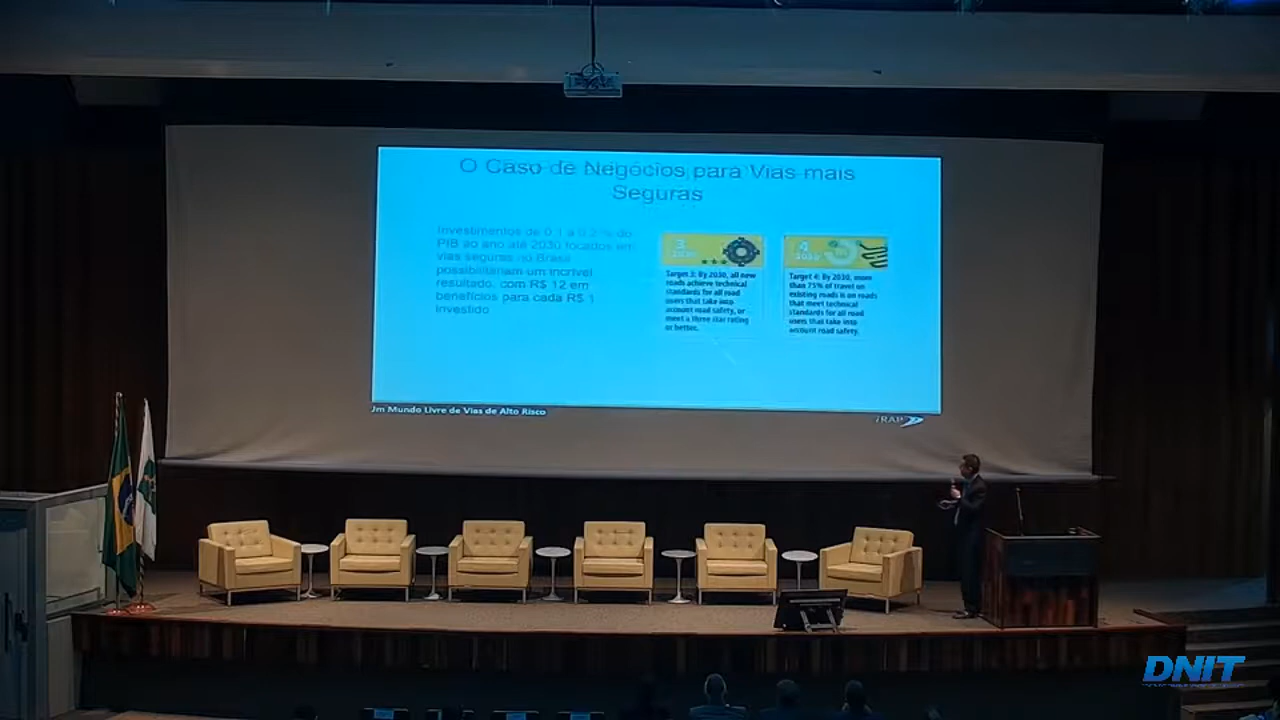 O Caso de Negócios para Vias mais
Seguras
Investimentos de 0,1 a 0,2 % do
PIB ao ano até 2030 focados em
vias seguras no Brasil
possibilitariam um incrível
resultado, com R$ 12 em
benefícios para cada R$ 1
investido
3
2030
Target 3: By 2030, all new
roads achieve technical
standards for all road
users that take into
account road safety, or
meet a three star rating
or better.
4
2030
Target 4: By 2030, more
than 75% of travel on
existing roads is on roads
that meet technical
standards for all road
users that take into
account road safety.
Um Mundo Livre de Vias de Alto Risco
iRAP
DNIT